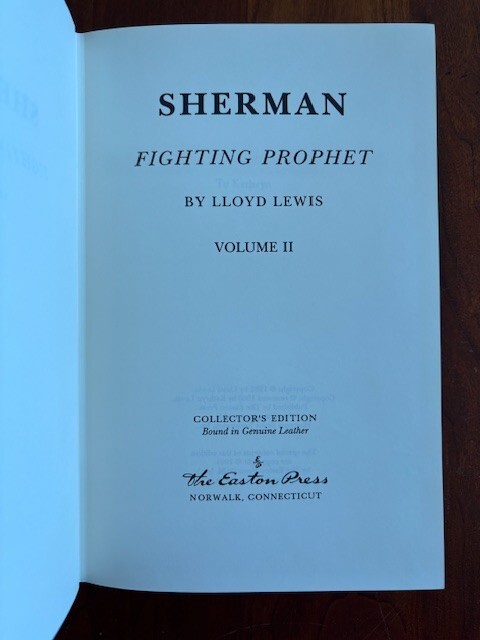 SHERMAN
FIGHTING PROPHET
BY LLOYD LEWIS
VOLUME II
COLLECTOR'S EDITION
Bound in Genuine Leather
The Easton Press
NORWALK, CONNECTICUT